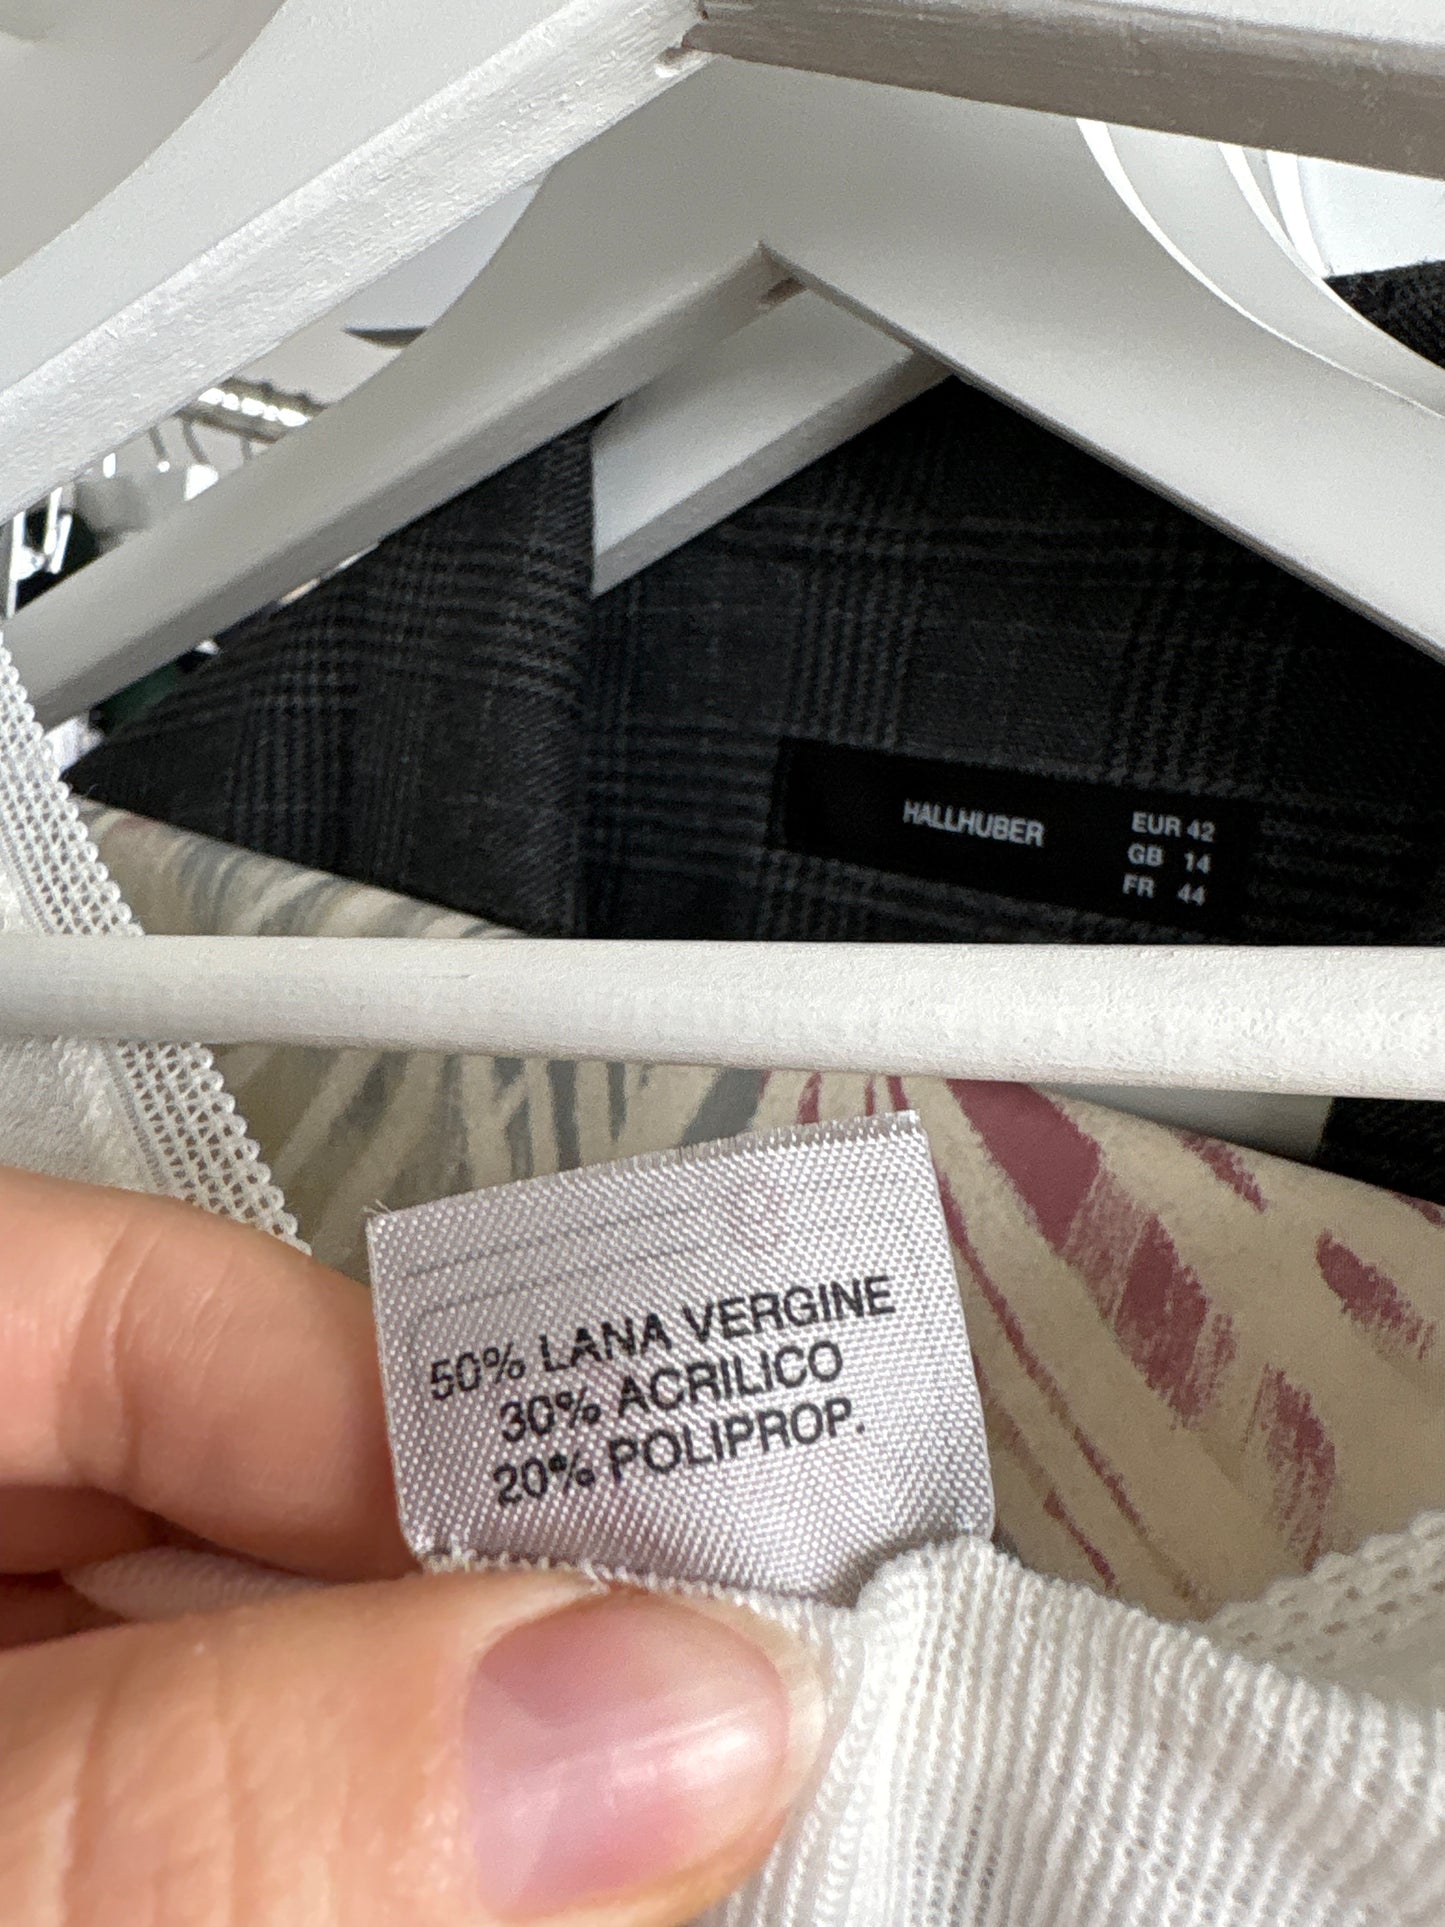 HALLHUBER
EUR 42
GB 14
FR 44
50% LANA VERGINE
30% ACRILICO
20% POLIPROP.